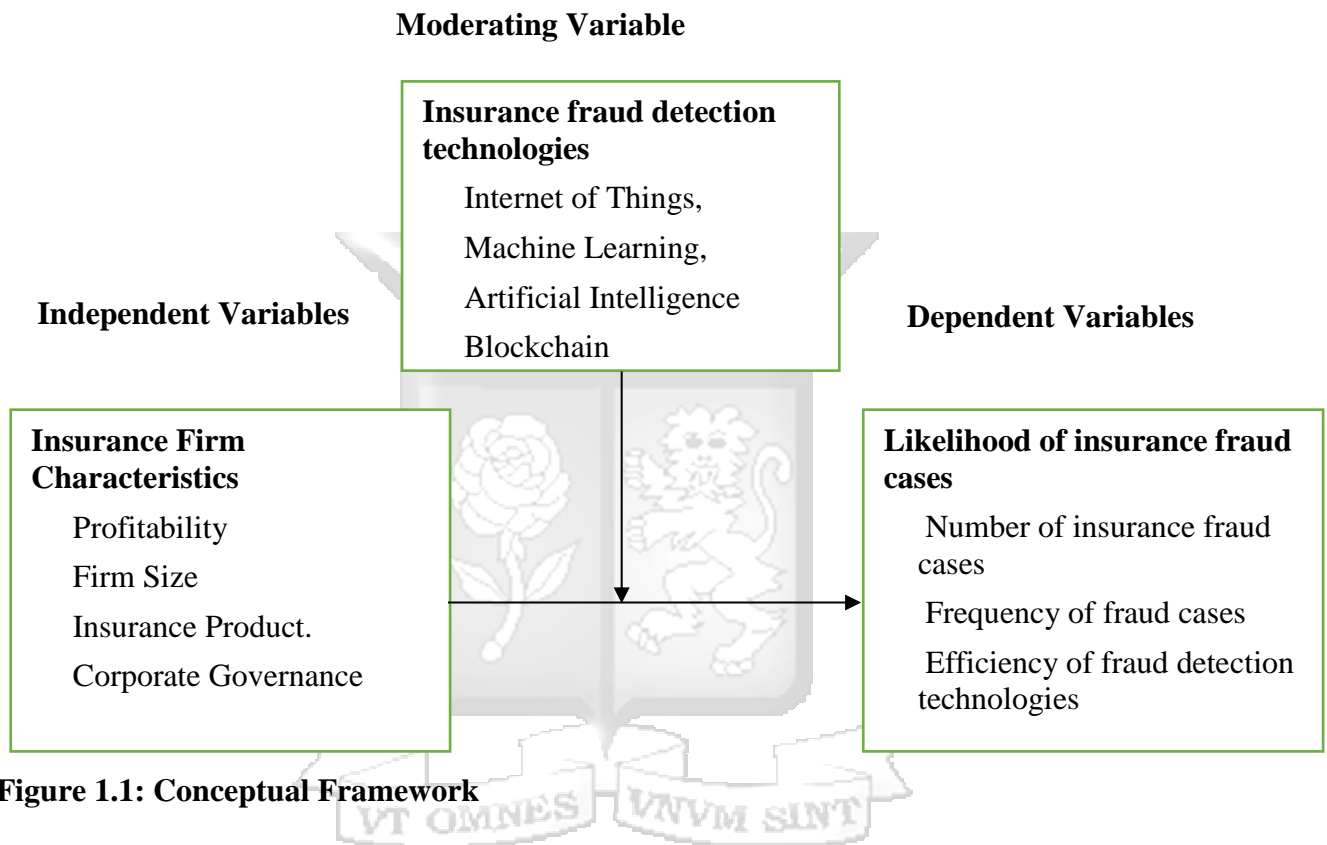 Moderating Variable
Insurance fraud detection
technologies
Internet of Things,
Machine Learning,
Artificial Intelligence
Blockchain
Independent Variables
Dependent Variables
Insurance Firm
Characteristics
Profitability
Firm Size
Insurance Product.
Corporate Governance
Likelihood of insurance fraud
cases
Number of insurance fraud
cases
Frequency of fraud cases
Efficiency of fraud detection
technologies
Figure 1.1: Conceptual Framework
VT OMNES VNVM SINT